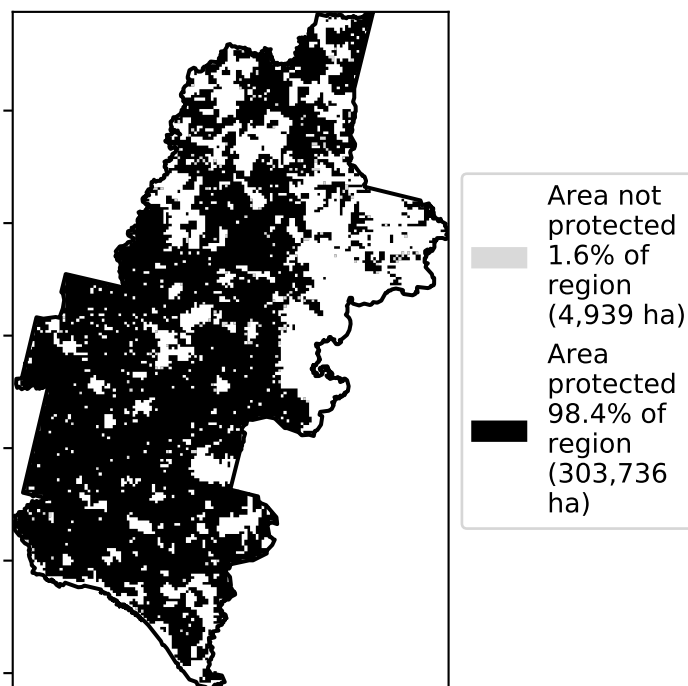 Area not
protected
1.6% of
region
(4,939 ha)
Area
protected
98.4% of
region
(303,736
ha)